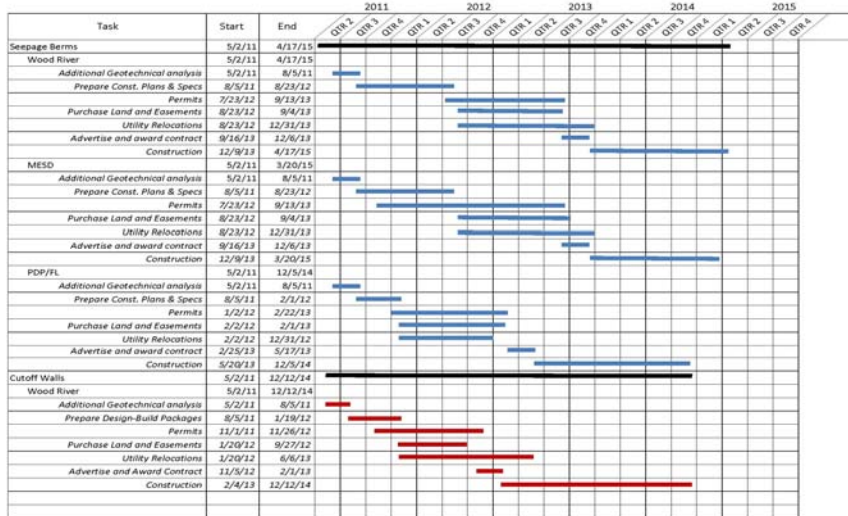 2011 2012 2013 2014 2015
Task Start End QTR 2 QTR 3 QTR 4 QTR 1 QTR 2 QTR 3 QTR 4 QTR 1 QTR 2 QTR 3 QTR 4 QTR 1 QTR 2 QTR 3 QTR 4 QTR 1 QTR 2 QTR 3 QTR 4
Seepage Berms 5/2/11 4/17/15
Wood River 5/2/11 4/17/15
Additional Geotechnical analysis 5/2/11 8/5/11
Prepare Const. Plans & Specs 8/5/11 8/23/12
Permits 7/23/12 9/13/13
Purchase Land and Easements 8/23/12 9/4/13
Utility Relocations 8/23/12 12/31/13
Advertise and award contract 9/16/13 12/6/13
Construction 12/9/13 4/17/15
MESD 5/2/11 3/20/15
Additional Geotechnical analysis 5/2/11 8/5/11
Prepare Const. Plans & Specs 8/5/11 8/23/12
Permits 7/23/12 9/13/13
Purchase Land and Easements 8/23/12 9/4/13
Utility Relocations 8/23/12 12/31/13
Advertise and award contract 9/16/13 12/6/13
Construction 12/9/13 3/20/15
PDP/FL 5/2/11 12/5/14
Additional Geotechnical analysis 5/2/11 8/5/11
Prepare Const. Plans & Specs 8/5/11 2/1/12
Permits 1/2/12 2/22/13
Purchase Land and Easements 2/2/12 2/1/13
Utility Relocations 2/2/12 12/31/12
Advertise and award contract 2/25/13 5/17/13
Construction 5/20/13 12/5/14
Cutoff Walls 5/2/11 12/12/14
Wood River 5/2/11 12/12/14
Additional Geotechnical analysis 5/2/11 8/5/11
Prepare Design-Build Packages 8/5/11 1/19/12
Permits 11/1/11 11/26/12
Purchase Land and Easements 1/20/12 9/27/12
Utility Relocations 1/20/12 6/6/13
Advertise and Award Contract 11/5/12 2/1/13
Construction 2/4/13 12/12/14